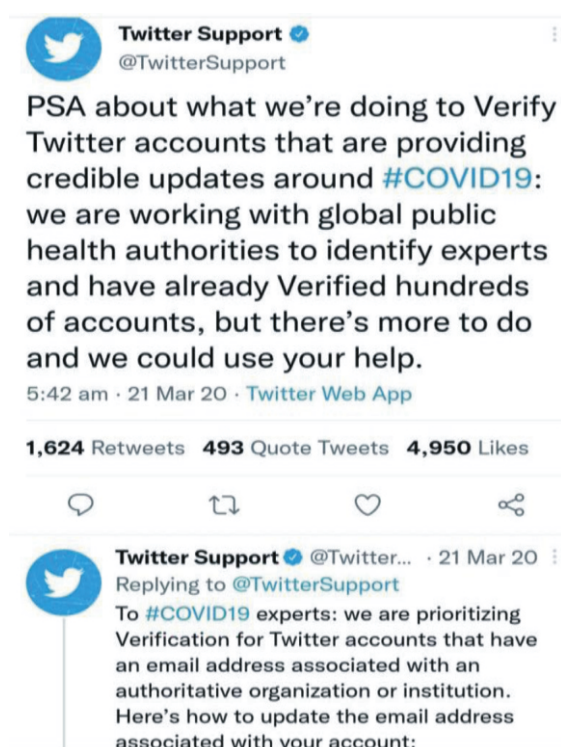 Twitter Support
@TwitterSupport
PSA about what we're doing to Verify
Twitter accounts that are providing
credible updates around #COVID19:
we are working with global public
health authorities to identify experts
and have already Verified hundreds
of accounts, but there's more to do
and we could use your help.
5:42 am · 21 Mar 20 · Twitter Web App
1,624 Retweets 493 Quote Tweets 4,950 Likes
Twitter Support @Twitter... · 21 Mar 20
Replying to @TwitterSupport
To #COVID19 experts: we are prioritizing
Verification for Twitter accounts that have
an email address associated with an
authoritative organization or institution.
Here's how to update the email address
associated with your account: